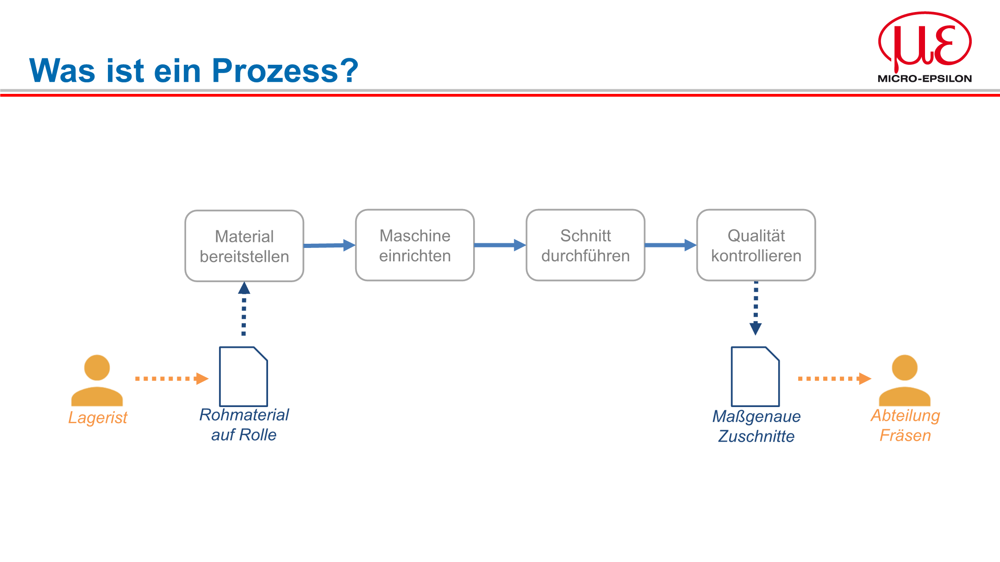 Was ist ein Prozess?
με
MICRO-EPSILON
Material
bereitstellen
Maschine
einrichten
Schnitt
durchführen
Qualität
kontrollieren
Lagerist
Rohmaterial
auf Rolle
Maßgenaue
Zuschnitte
Abteilung
Fräsen